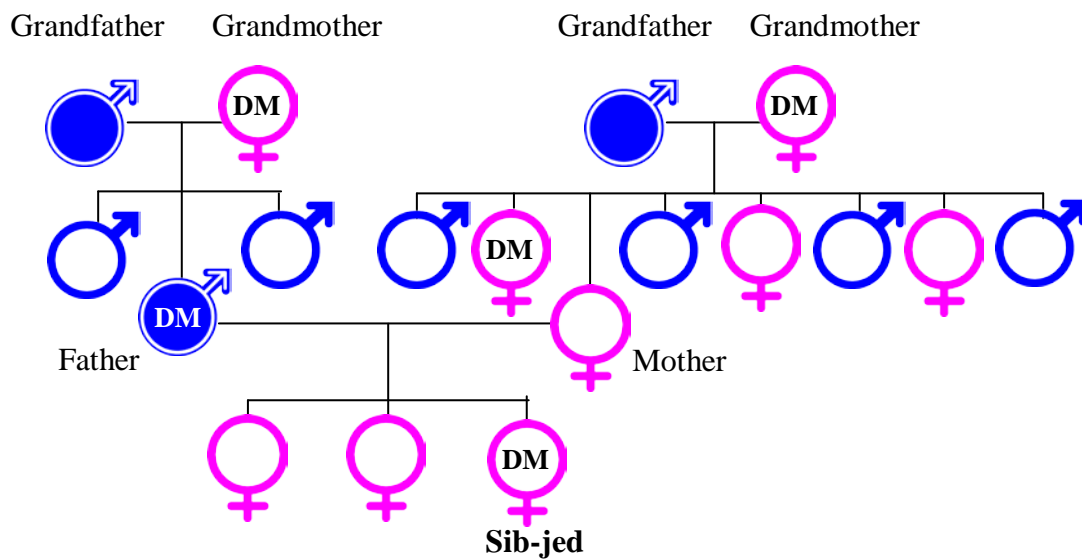 Grandfather Grandmother Grandfather Grandmother
DM DM
DM
DM
Father Mother
DM
Sib-jed